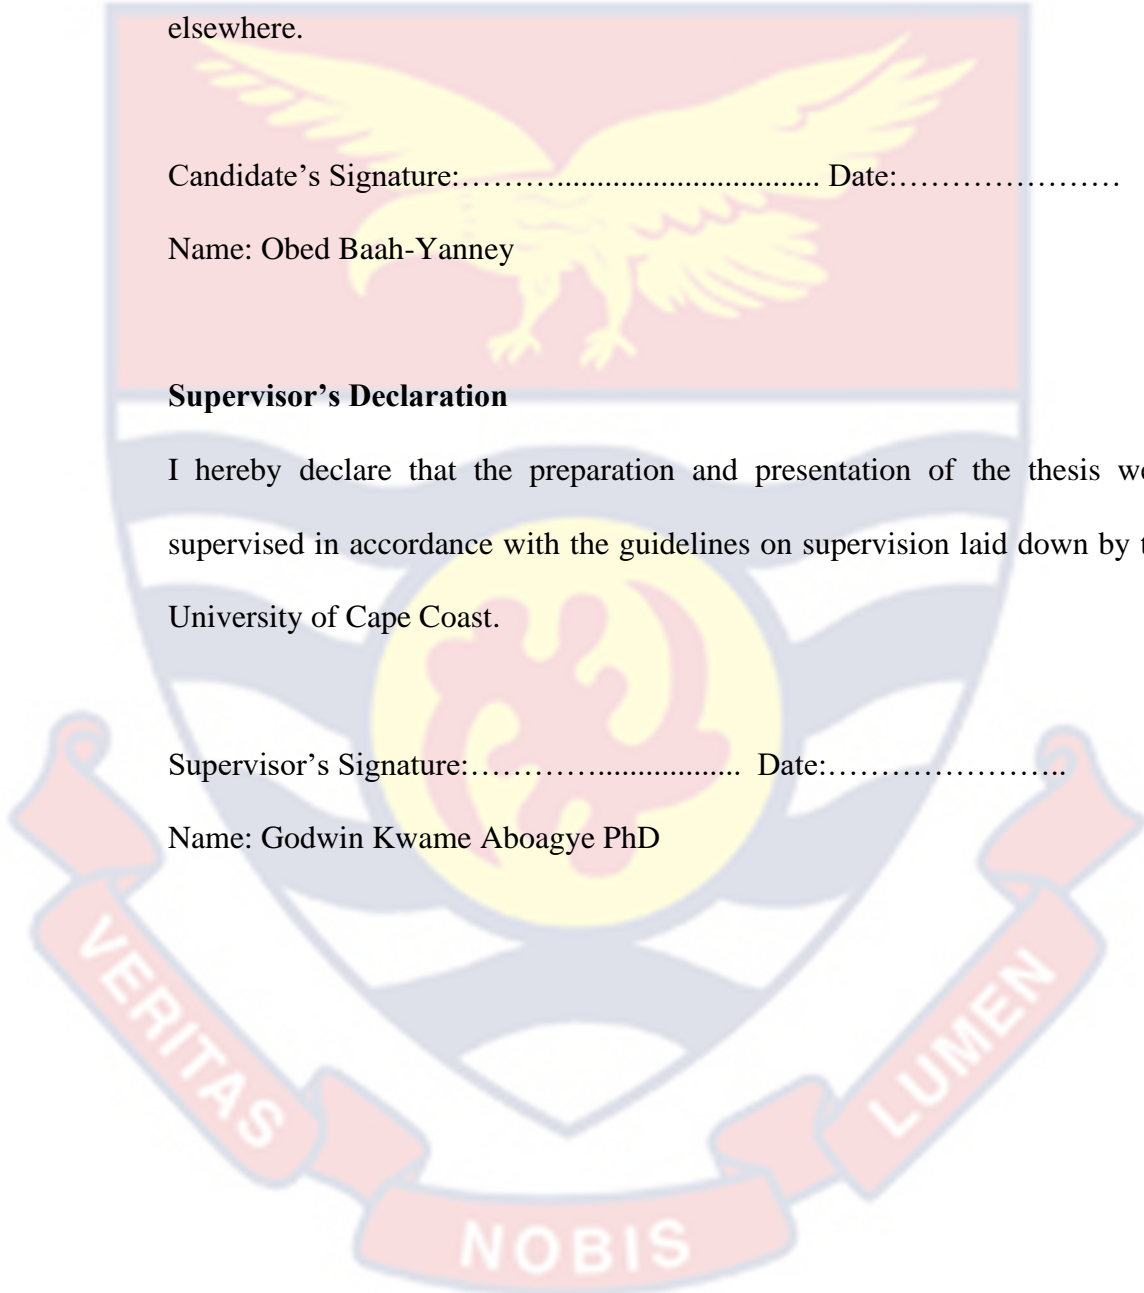 elsewhere.
Candidate’s Signature:………................................. Date:…………………
Name: Obed Baah-Yanney
Supervisor’s Declaration
I hereby declare that the preparation and presentation of the thesis we
supervised in accordance with the guidelines on supervision laid down by t
University of Cape Coast.
Supervisor’s Signature:…………................... Date:…………………..
Name: Godwin Kwame Aboagye PhD
VERITAS
NOBIS
LUMEN